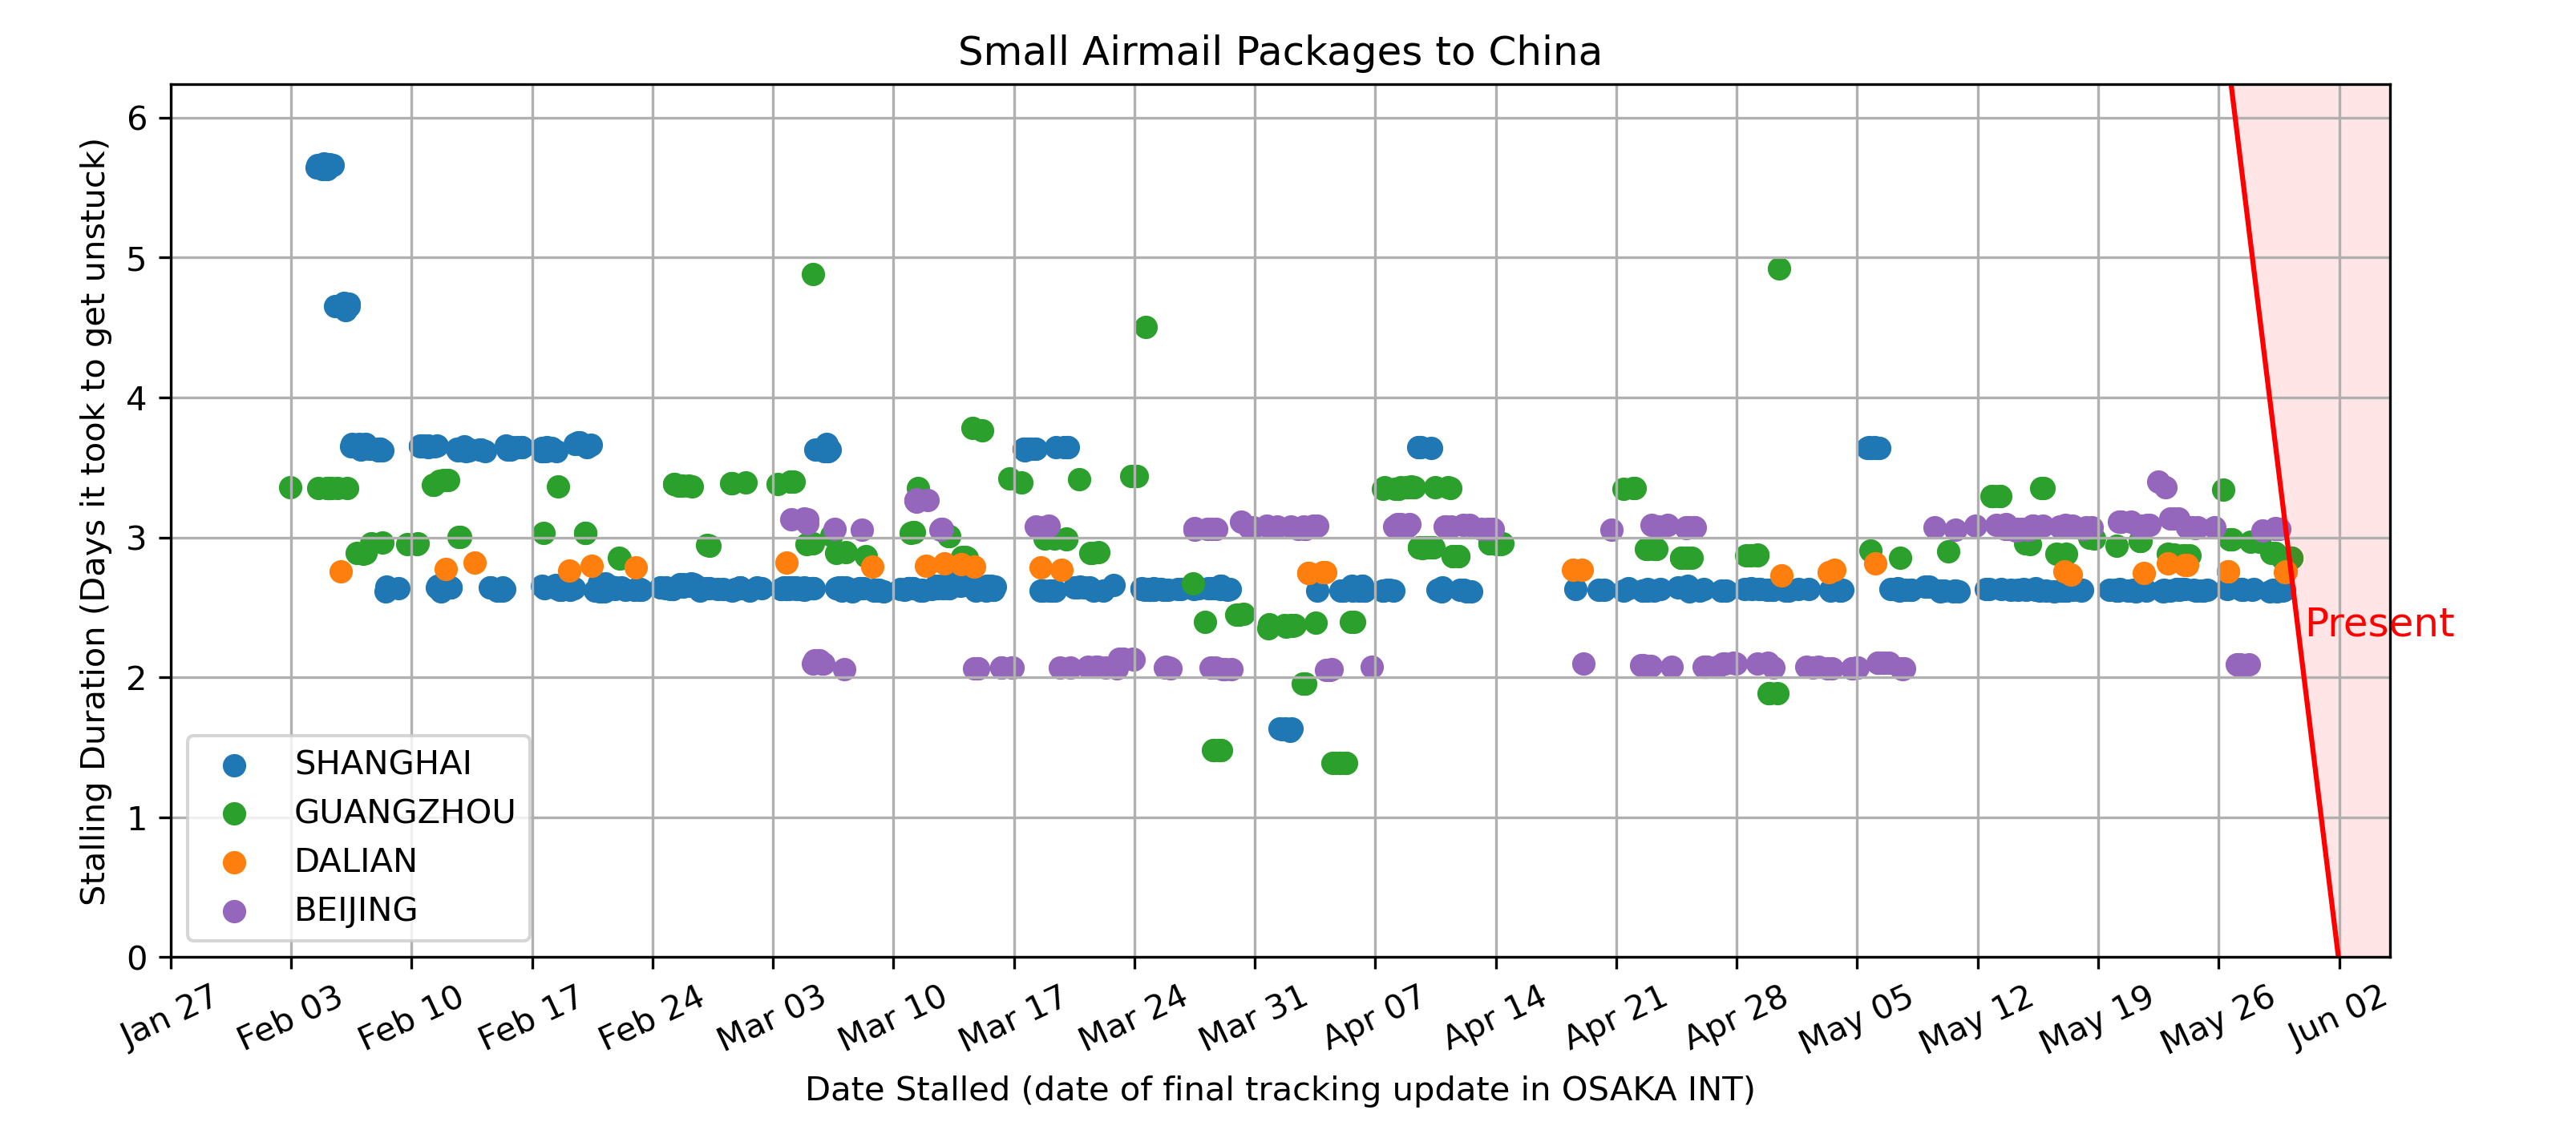 Small Airmail Packages to China
Stalling Duration (Days it took to get unstuck)
6
5
4
3
2
1
0
Present
SHANGHAI
GUANGZHOU
DALIAN
BEIJING
Jan 27
Feb 03
Feb 10
Feb 17
Feb 24
Mar 03
Mar 10
Mar 17
Mar 24
Mar 31
Apr 07
Apr 14
Apr 21
Apr 28
May 05
May 12
May 19
May 26
Jun 02
Date Stalled (date of final tracking update in OSAKA INT)